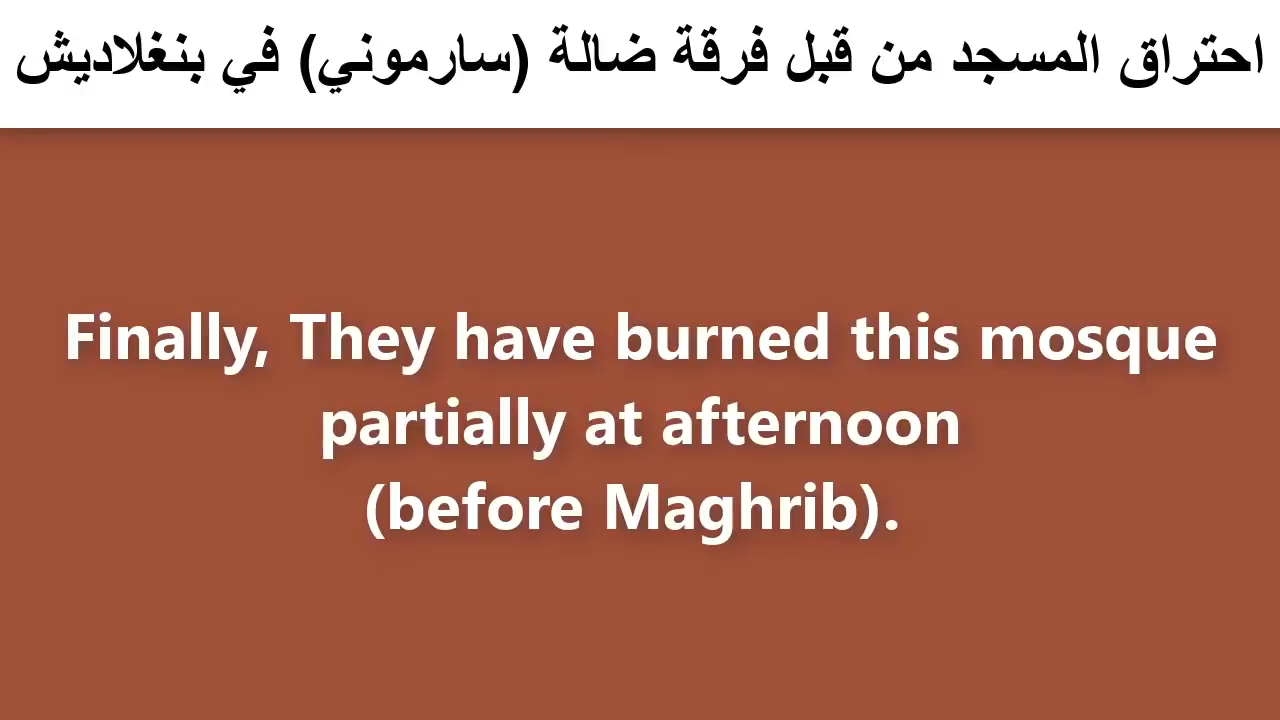 احتراق المسجد من قبل فرقة ضالة (سارموني) في بنغلاديش
Finally, They have burned this mosque
partially at afternoon
(before Maghrib).